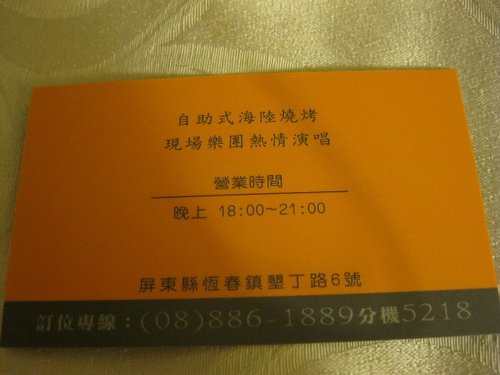 自助式海陸燒烤
現場樂團熱情演唱
營業時間
晚上 18:00~21:00
屏東縣恆春鎮墾丁路6號
訂位專線：(08)886-1889分機5218